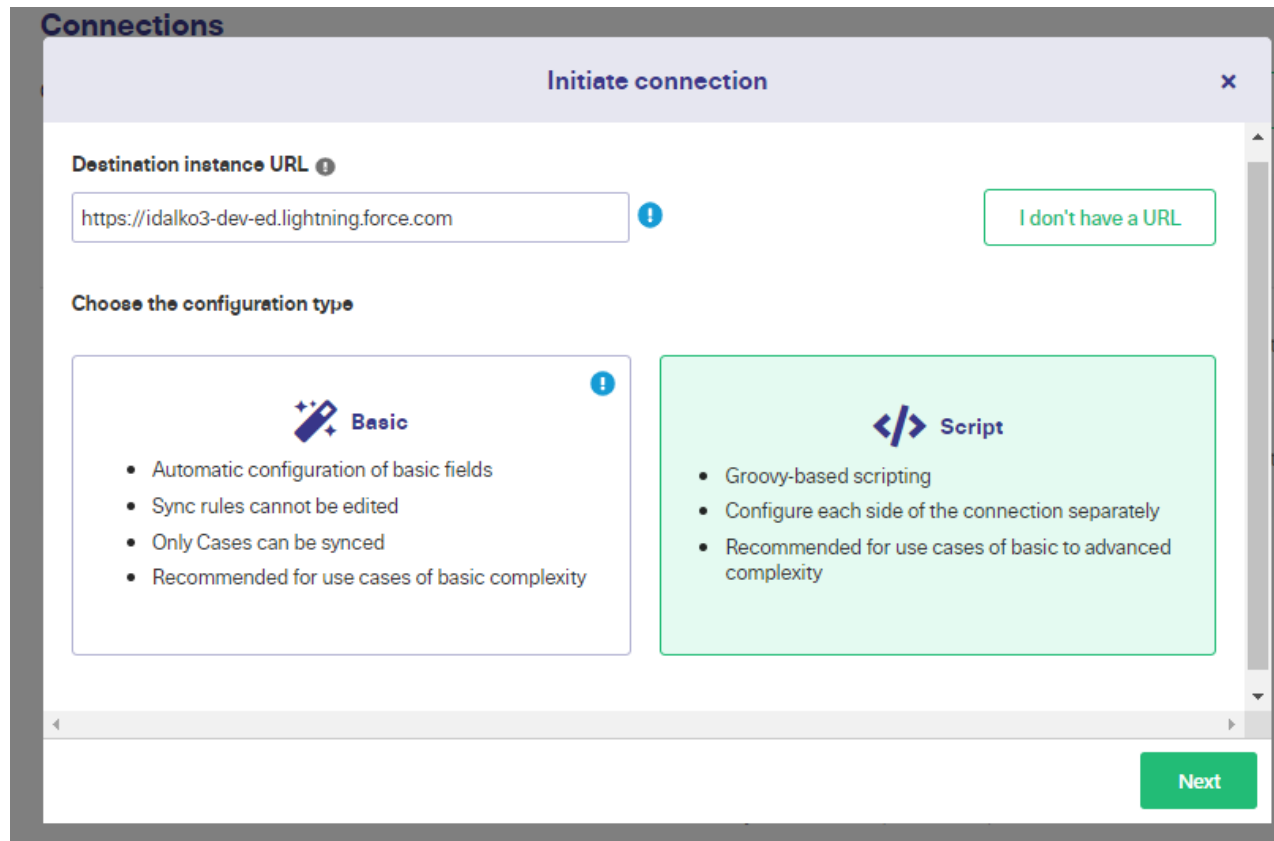 Connections
Initiate connection
Destination instance URL
https://idalko3-dev-ed.lightning.force.com
I don't have a URL
Choose the configuration type
Basic
Automatic configuration of basic fields
Sync rules cannot be edited
Only Cases can be synced
Recommended for use cases of basic complexity
Script
Groovy-based scripting
Configure each side of the connection separately
Recommended for use cases of basic to advanced
complexity
Next